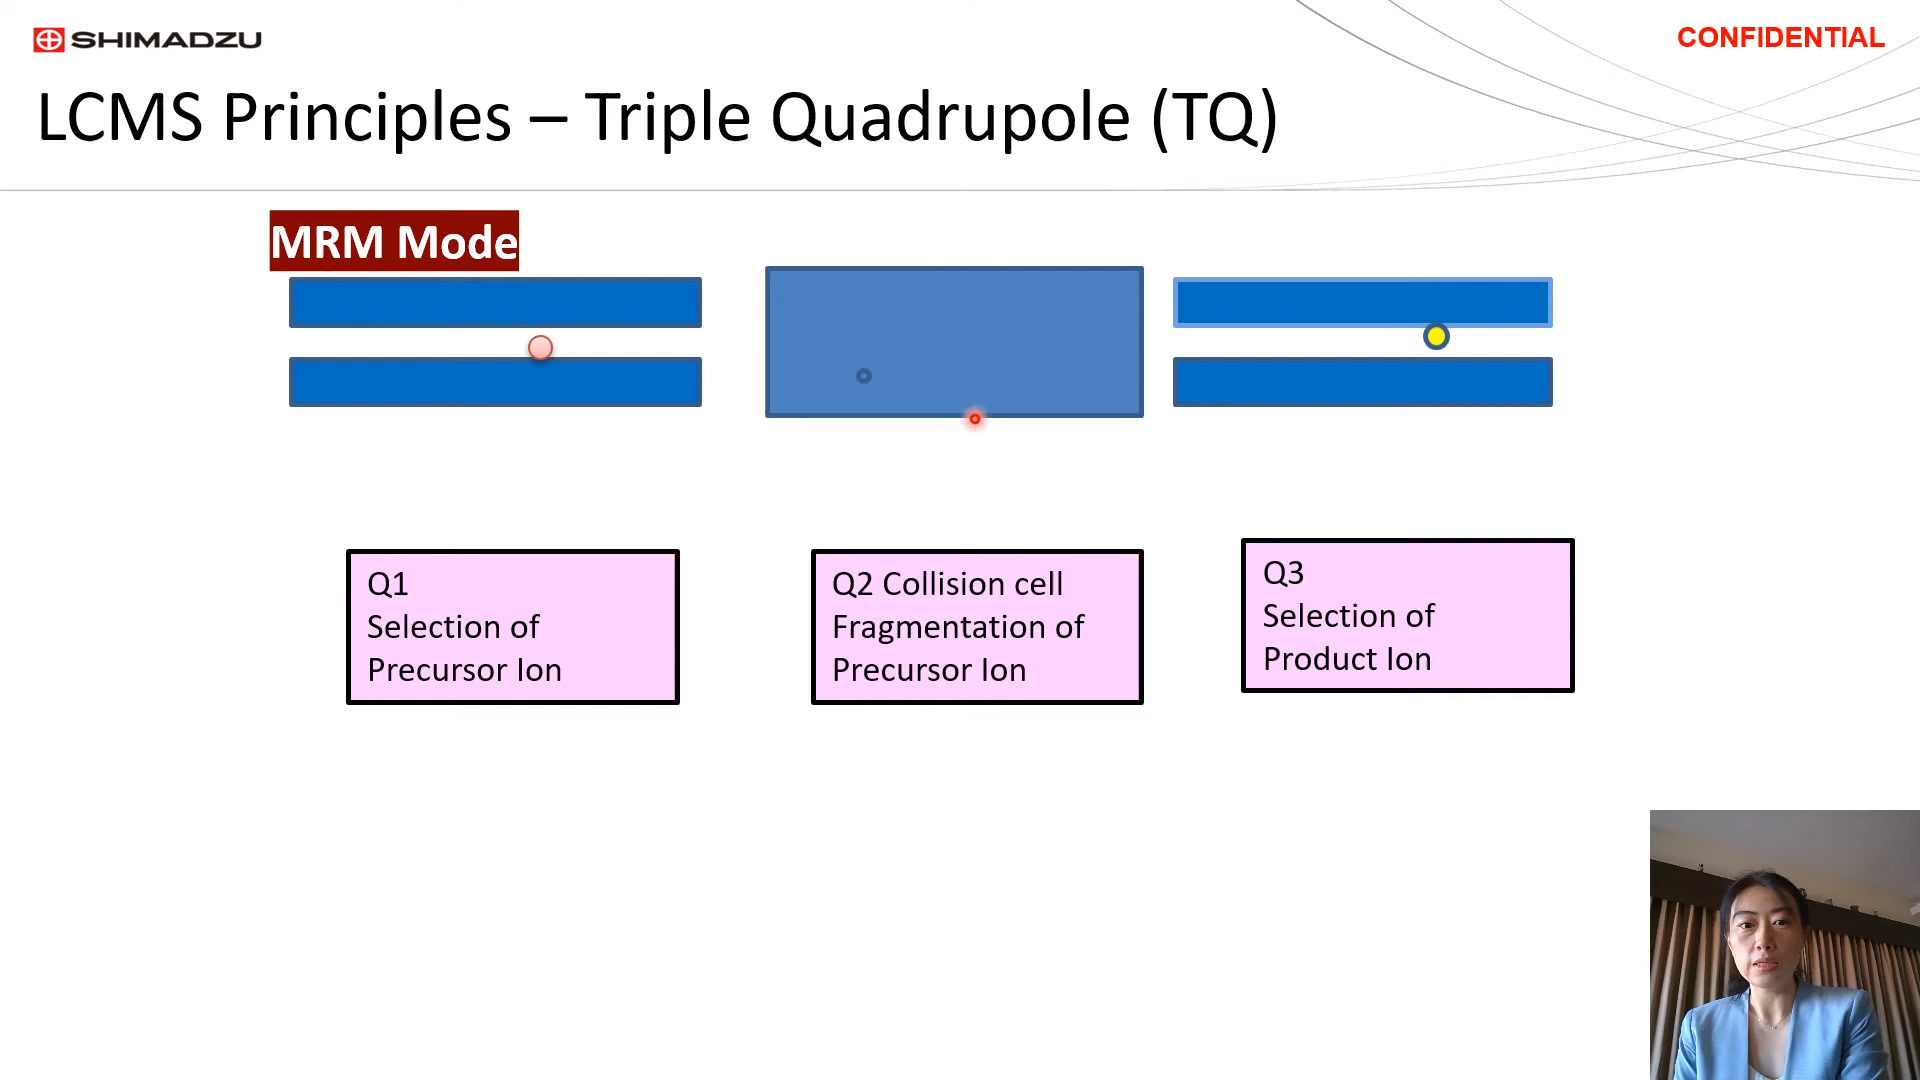 SHIMADZU
CONFIDENTIAL
LCMS Principles – Triple Quadrupole (TQ)
MRM Mode
Q1
Selection of
Precursor Ion
Q2 Collision cell
Fragmentation of
Precursor Ion
Q3
Selection of
Product Ion